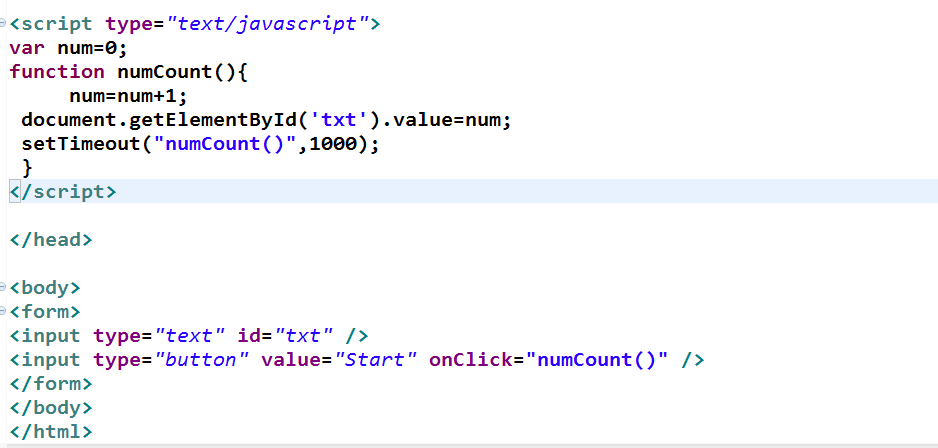 <script type="text/javascript">
var num=0;
function numCount(){
num=num+1;
document.getElementById('txt').value=num;
setTimeout("numCount()",1000);
}
</script>
</head>
<body>
<form>
<input type="text" id="txt" />
<input type="button" value="Start" onClick="numCount()" />
</form>
</body>
</html>